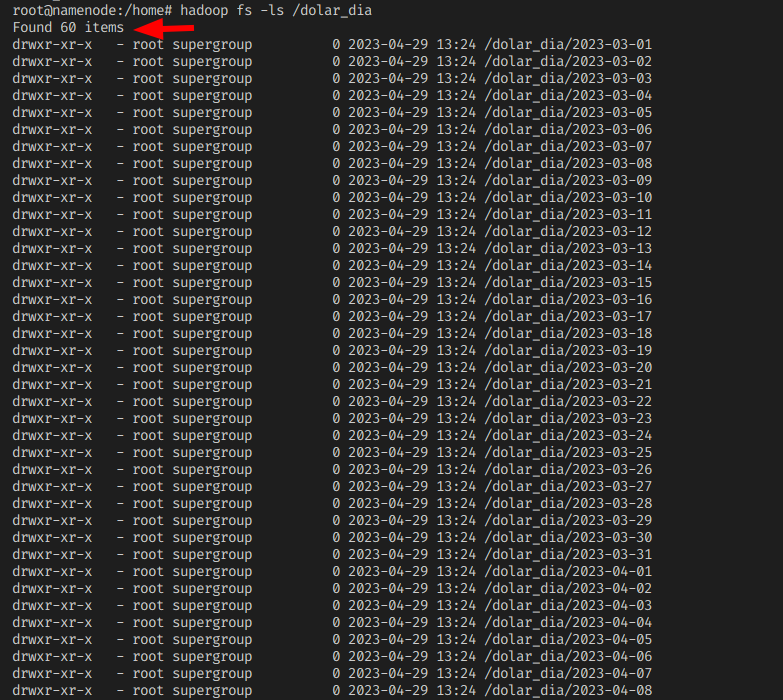 root@namenode:/home# hadoop fs -ls /dolar_dia
Found 60 items
drwxr-xr-x   - root supergroup          0 2023-04-29 13:24 /dolar_dia/2023-03-01
drwxr-xr-x   - root supergroup          0 2023-04-29 13:24 /dolar_dia/2023-03-02
drwxr-xr-x   - root supergroup          0 2023-04-29 13:24 /dolar_dia/2023-03-03
drwxr-xr-x   - root supergroup          0 2023-04-29 13:24 /dolar_dia/2023-03-04
drwxr-xr-x   - root supergroup          0 2023-04-29 13:24 /dolar_dia/2023-03-05
drwxr-xr-x   - root supergroup          0 2023-04-29 13:24 /dolar_dia/2023-03-06
drwxr-xr-x   - root supergroup          0 2023-04-29 13:24 /dolar_dia/2023-03-07
drwxr-xr-x   - root supergroup          0 2023-04-29 13:24 /dolar_dia/2023-03-08
drwxr-xr-x   - root supergroup          0 2023-04-29 13:24 /dolar_dia/2023-03-09
drwxr-xr-x   - root supergroup          0 2023-04-29 13:24 /dolar_dia/2023-03-10
drwxr-xr-x   - root supergroup          0 2023-04-29 13:24 /dolar_dia/2023-03-11
drwxr-xr-x   - root supergroup          0 2023-04-29 13:24 /dolar_dia/2023-03-12
drwxr-xr-x   - root supergroup          0 2023-04-29 13:24 /dolar_dia/2023-03-13
drwxr-xr-x   - root supergroup          0 2023-04-29 13:24 /dolar_dia/2023-03-14
drwxr-xr-x   - root supergroup          0 2023-04-29 13:24 /dolar_dia/2023-03-15
drwxr-xr-x   - root supergroup          0 2023-04-29 13:24 /dolar_dia/2023-03-16
drwxr-xr-x   - root supergroup          0 2023-04-29 13:24 /dolar_dia/2023-03-17
drwxr-xr-x   - root supergroup          0 2023-04-29 13:24 /dolar_dia/2023-03-18
drwxr-xr-x   - root supergroup          0 2023-04-29 13:24 /dolar_dia/2023-03-19
drwxr-xr-x   - root supergroup          0 2023-04-29 13:24 /dolar_dia/2023-03-20
drwxr-xr-x   - root supergroup          0 2023-04-29 13:24 /dolar_dia/2023-03-21
drwxr-xr-x   - root supergroup          0 2023-04-29 13:24 /dolar_dia/2023-03-22
drwxr-xr-x   - root supergroup          0 2023-04-29 13:24 /dolar_dia/2023-03-23
drwxr-xr-x   - root supergroup          0 2023-04-29 13:24 /dolar_dia/2023-03-24
drwxr-xr-x   - root supergroup          0 2023-04-29 13:24 /dolar_dia/2023-03-25
drwxr-xr-x   - root supergroup          0 2023-04-29 13:24 /dolar_dia/2023-03-26
drwxr-xr-x   - root supergroup          0 2023-04-29 13:24 /dolar_dia/2023-03-27
drwxr-xr-x   - root supergroup          0 2023-04-29 13:24 /dolar_dia/2023-03-28
drwxr-xr-x   - root supergroup          0 2023-04-29 13:24 /dolar_dia/2023-03-29
drwxr-xr-x   - root supergroup          0 2023-04-29 13:24 /dolar_dia/2023-03-30
drwxr-xr-x   - root supergroup          0 2023-04-29 13:24 /dolar_dia/2023-03-31
drwxr-xr-x   - root supergroup          0 2023-04-29 13:24 /dolar_dia/2023-04-01
drwxr-xr-x   - root supergroup          0 2023-04-29 13:24 /dolar_dia/2023-04-02
drwxr-xr-x   - root supergroup          0 2023-04-29 13:24 /dolar_dia/2023-04-03
drwxr-xr-x   - root supergroup          0 2023-04-29 13:24 /dolar_dia/2023-04-04
drwxr-xr-x   - root supergroup          0 2023-04-29 13:24 /dolar_dia/2023-04-05
drwxr-xr-x   - root supergroup          0 2023-04-29 13:24 /dolar_dia/2023-04-06
drwxr-xr-x   - root supergroup          0 2023-04-29 13:24 /dolar_dia/2023-04-07
drwxr-xr-x   - root supergroup          0 2023-04-29 13:24 /dolar_dia/2023-04-08